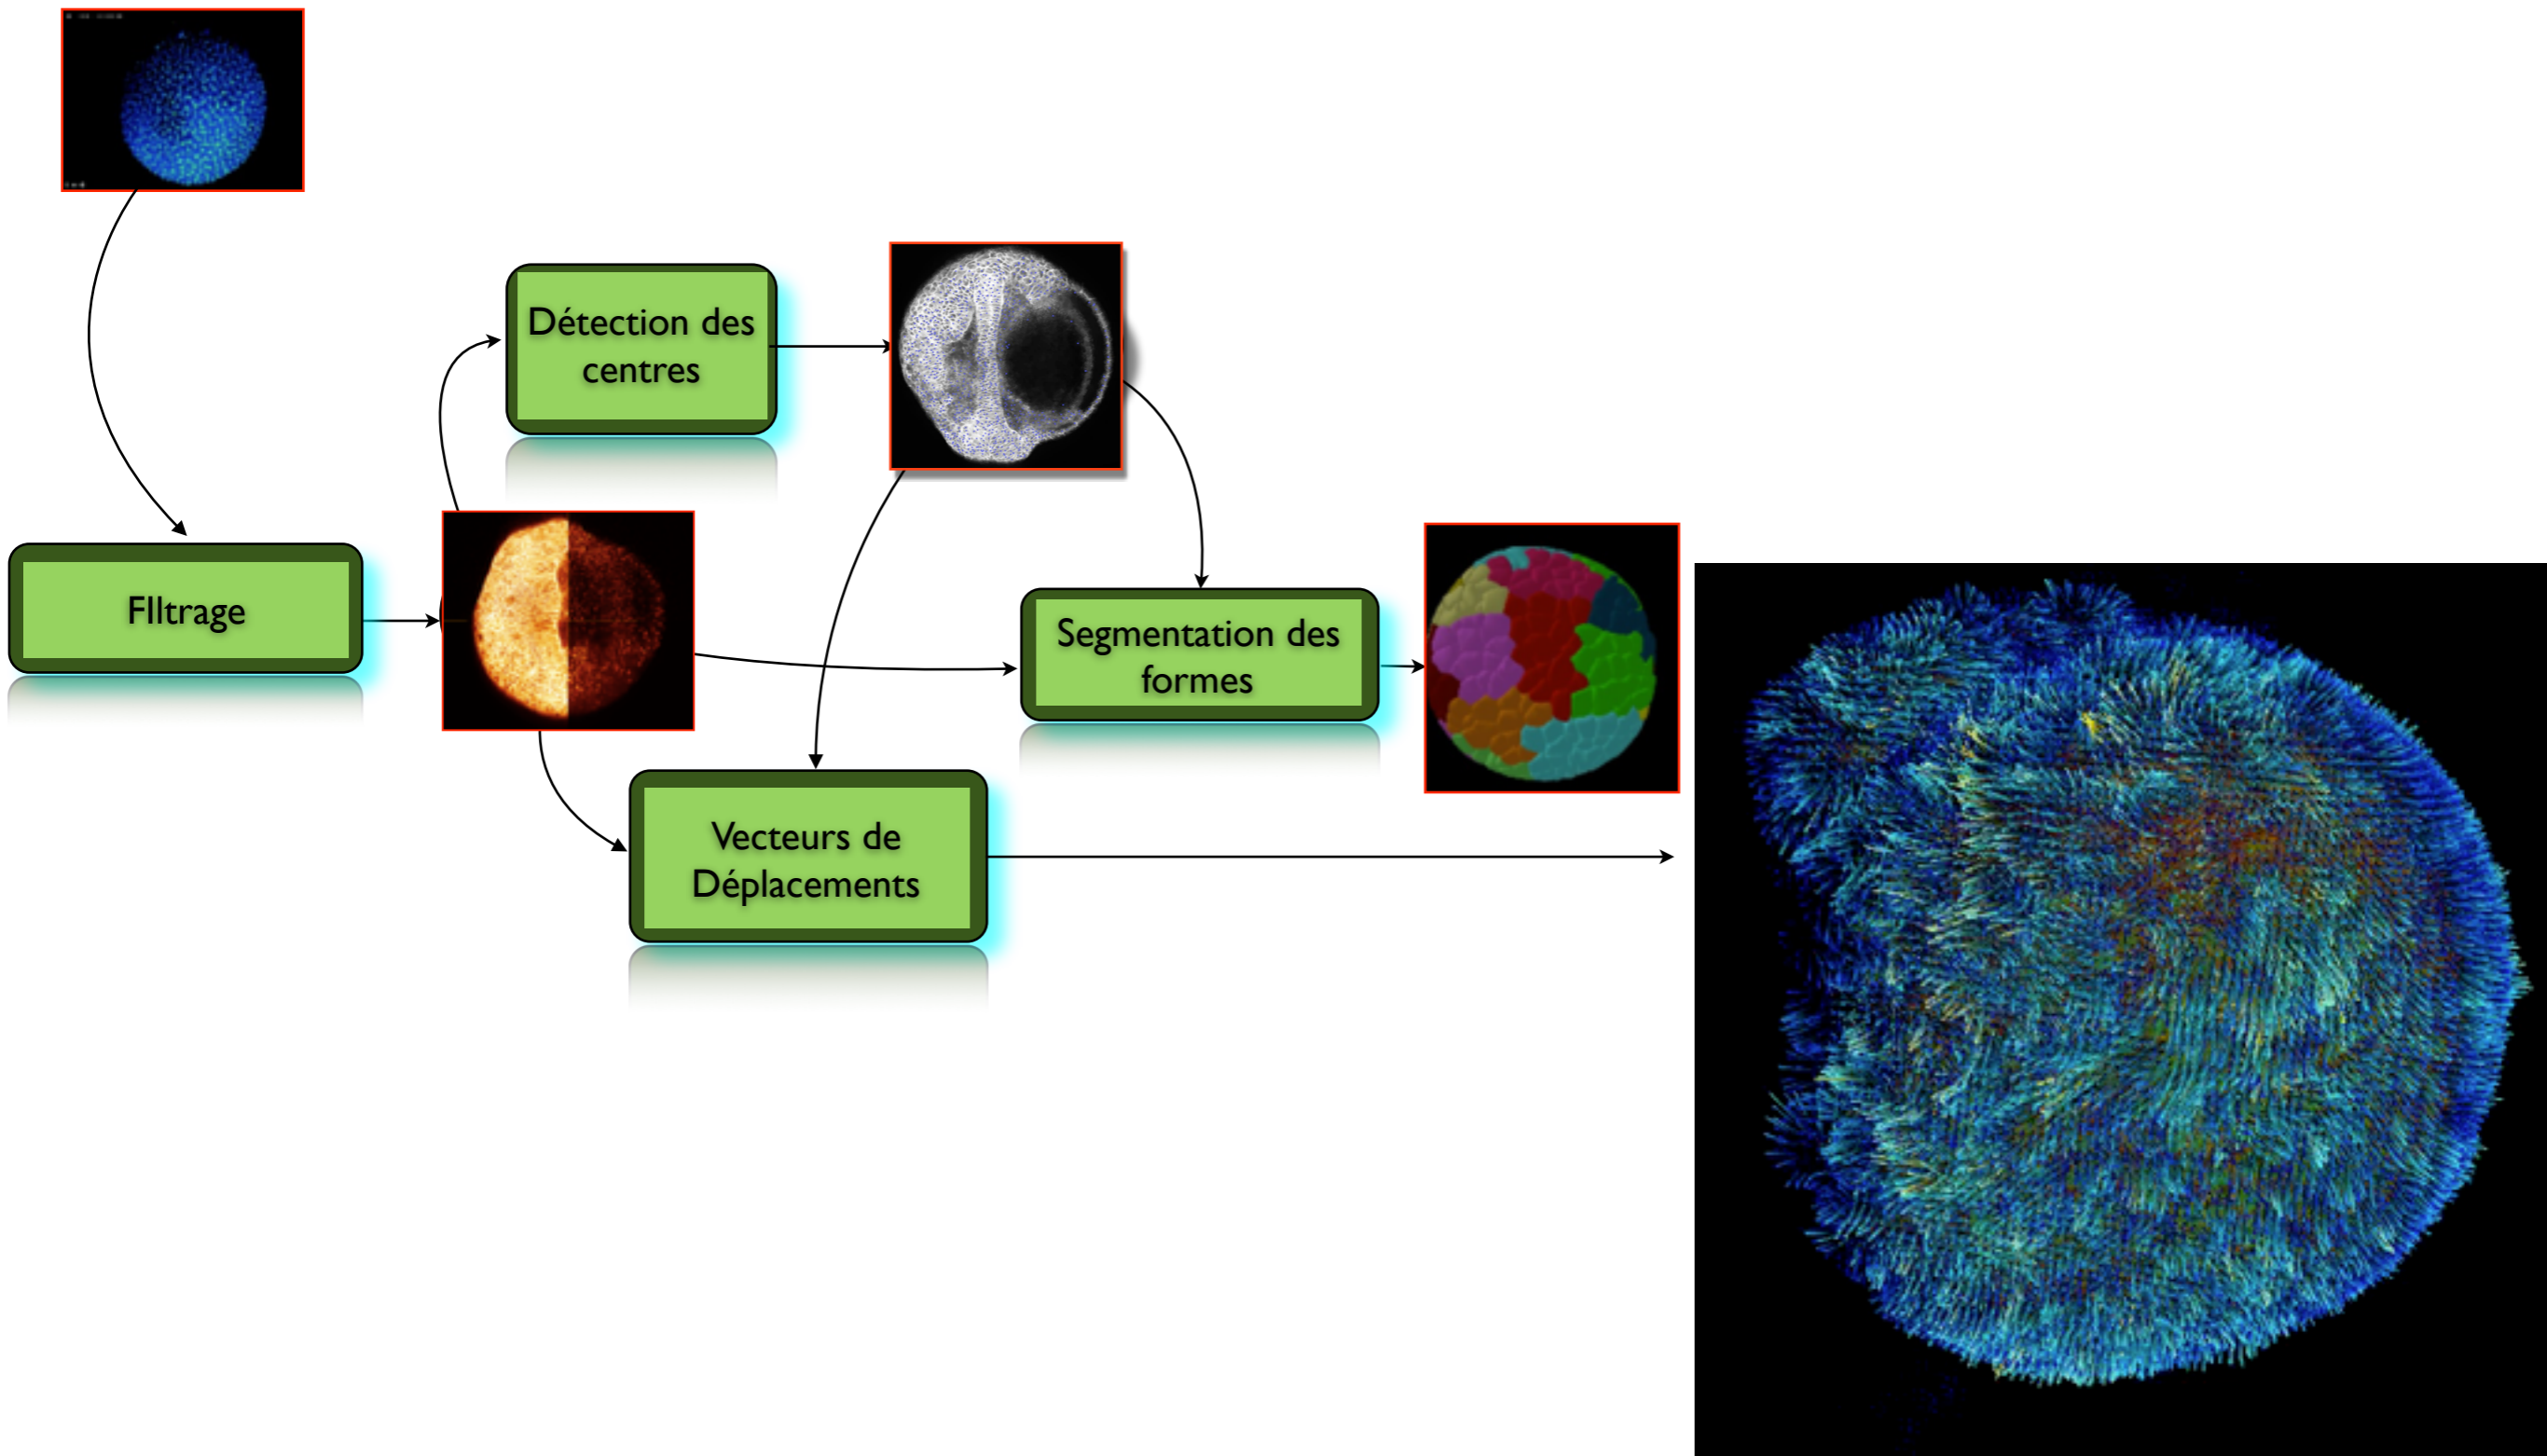 Détection des
centres
FIltrage
Segmentation des
formes
Vecteurs de
Déplacements